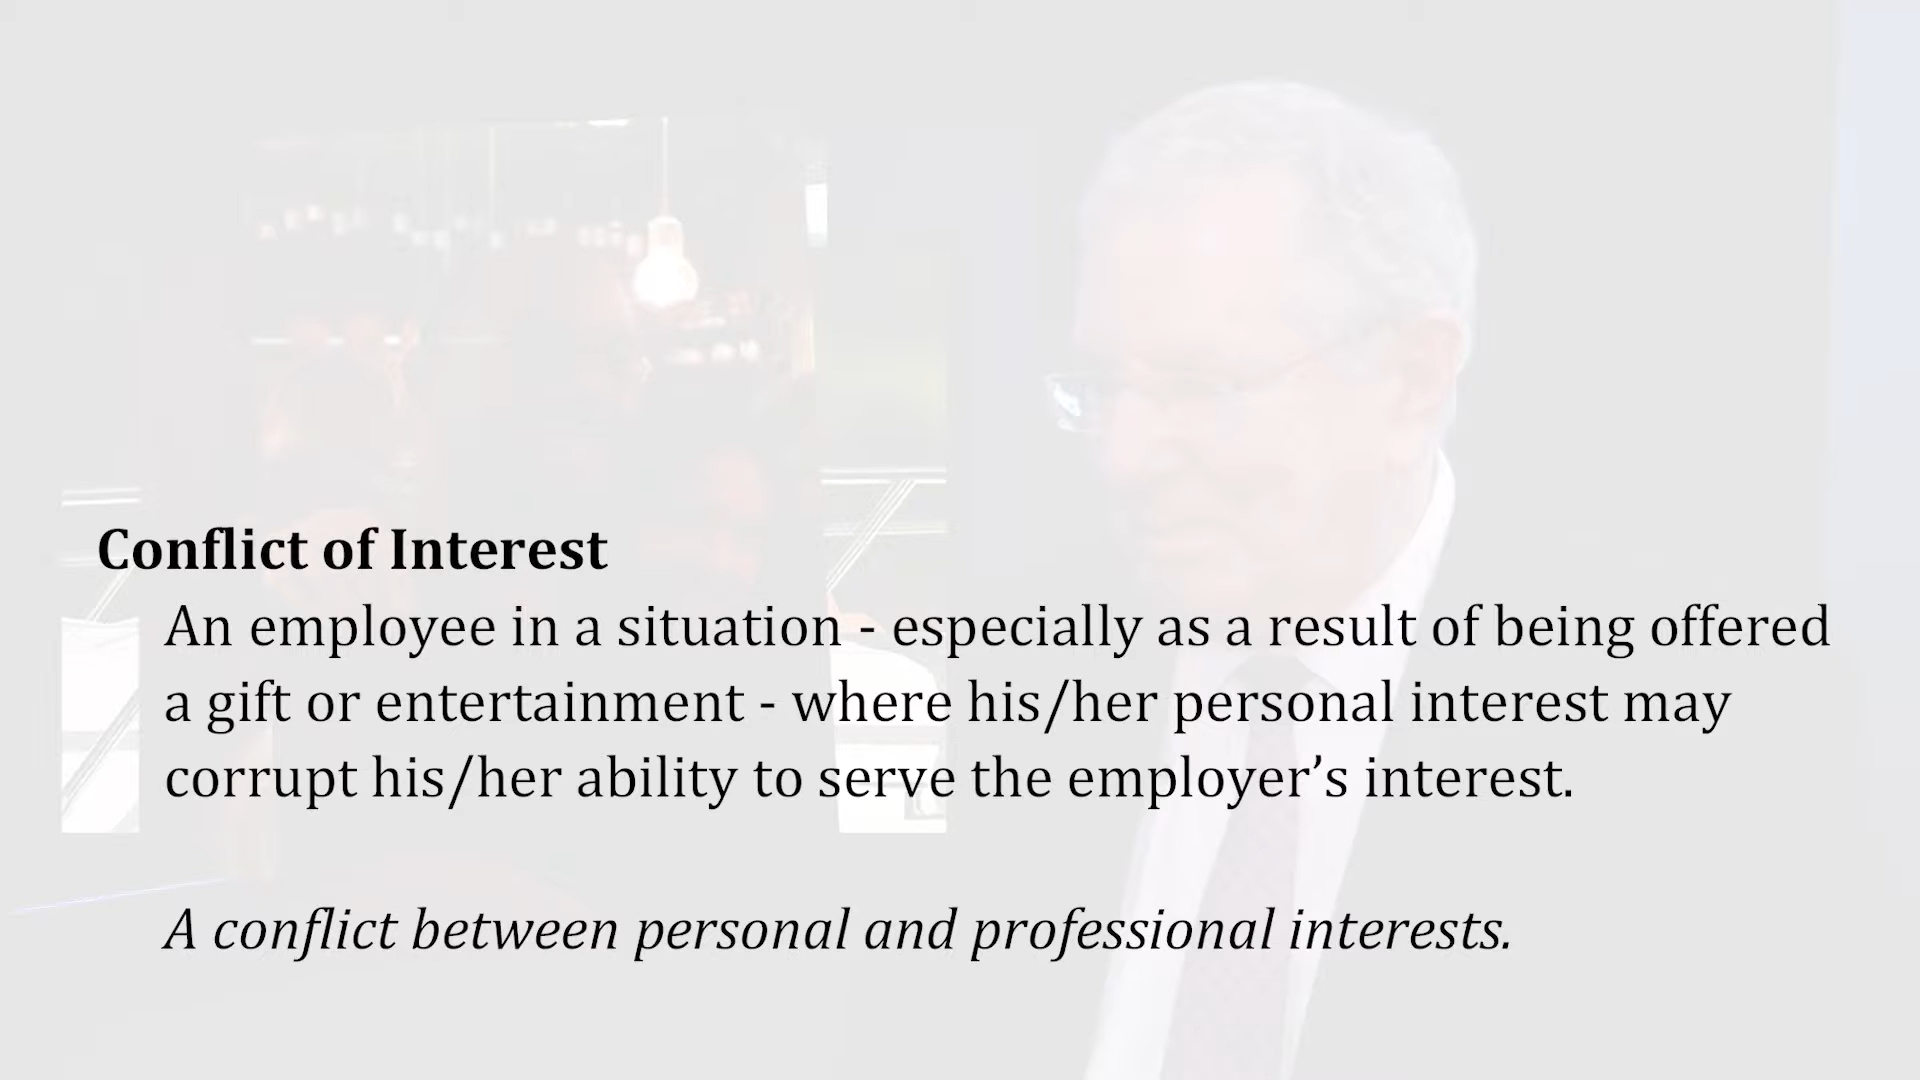 Conflict of Interest
An employee in a situation - especially as a result of being offered
a gift or entertainment - where his/her personal interest may
corrupt his/her ability to serve the employer’s interest.
A conflict between personal and professional interests.